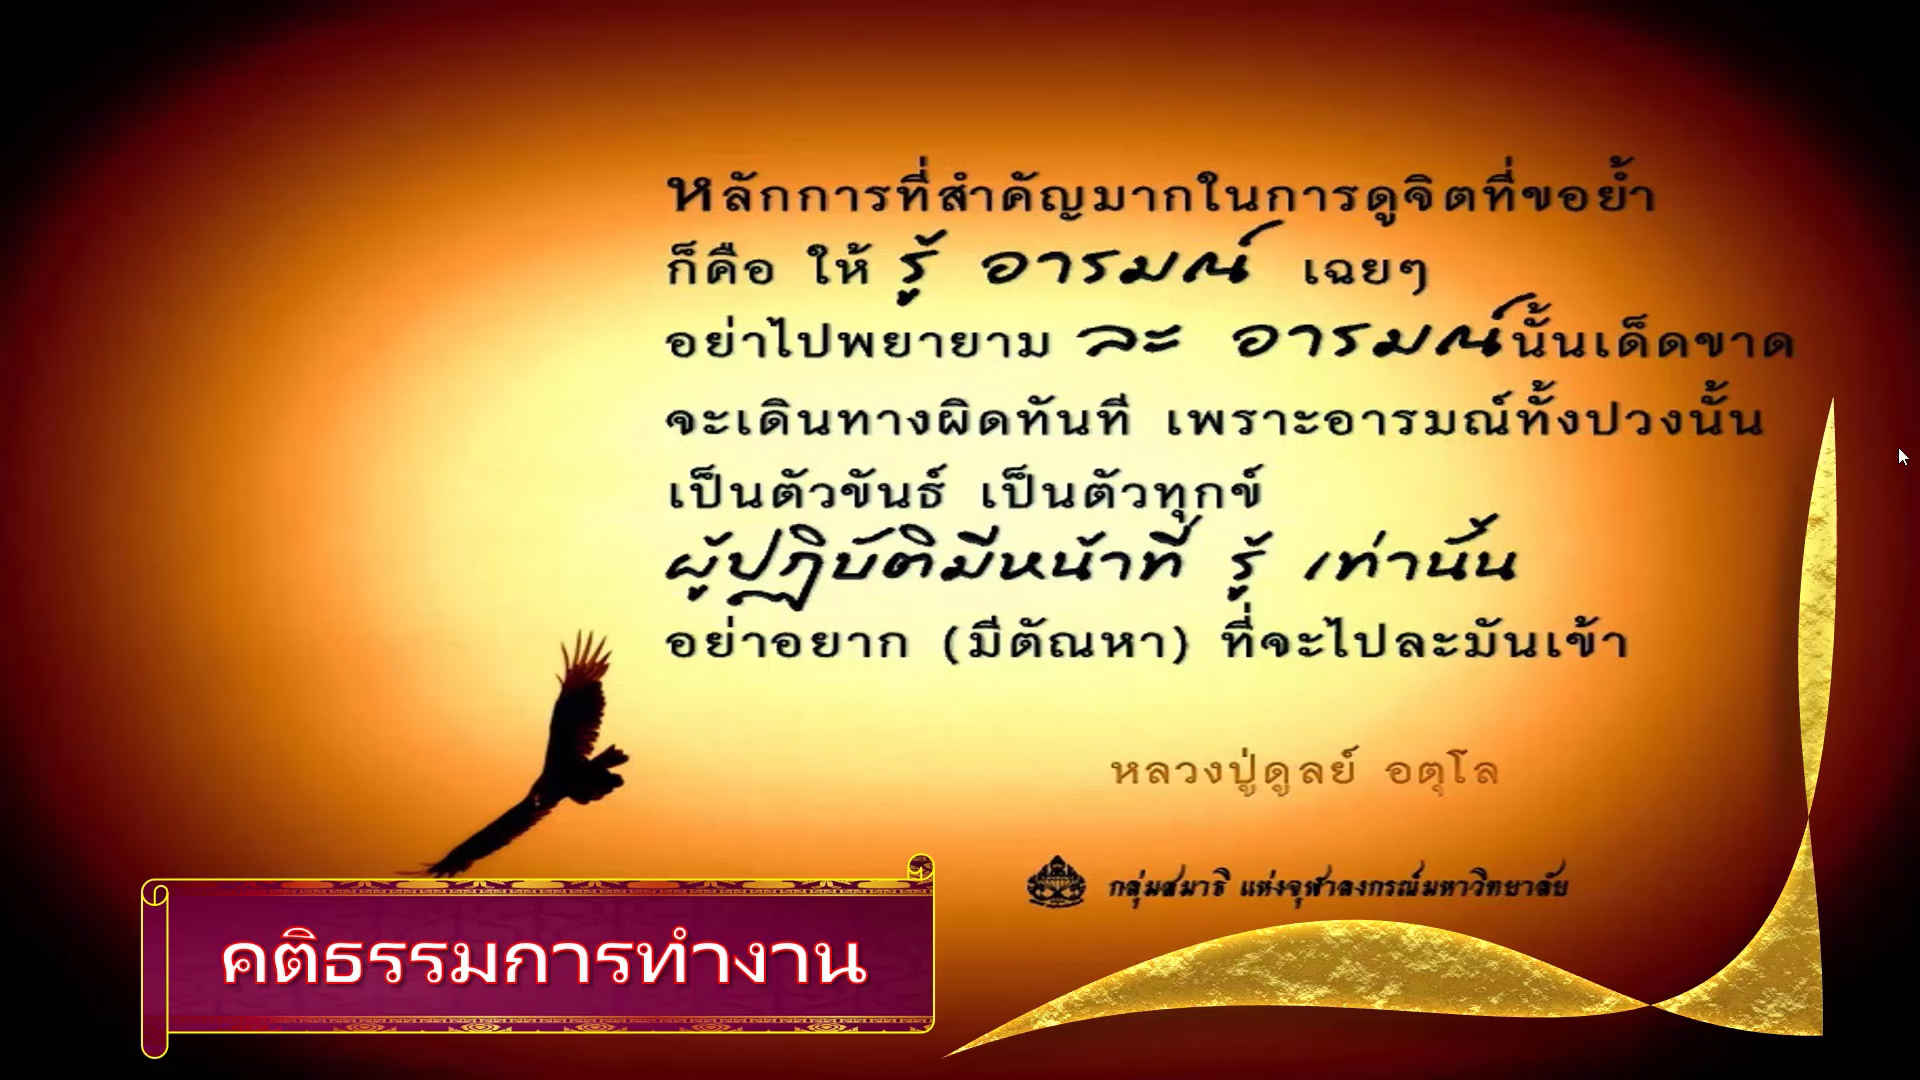 หลักการที่สำคัญมากในการดูจิตที่ขอย้ำ
ก็คือ ให้ รู้ อารมณ์ เฉยๆ
อย่าไปพยายาม ละ อารมณ์นั้นเด็ดขาด
จะเดินทางผิดทันที เพราะอารมณ์ทั้งปวงนั้น
เป็นตัวขันธ์ เป็นตัวทุกข์
ผู้ปฏิบัติมีหน้าที่ รู้ เท่านั้น
อย่าอยาก (มีตัณหา) ที่จะไปละมันเข้า
หลวงปู่ดูลย์ อตุโล
กลุ่มสมาธิ แห่งจุฬาลงกรณ์มหาวิทยาลัย
คติธรรมการทำงาน